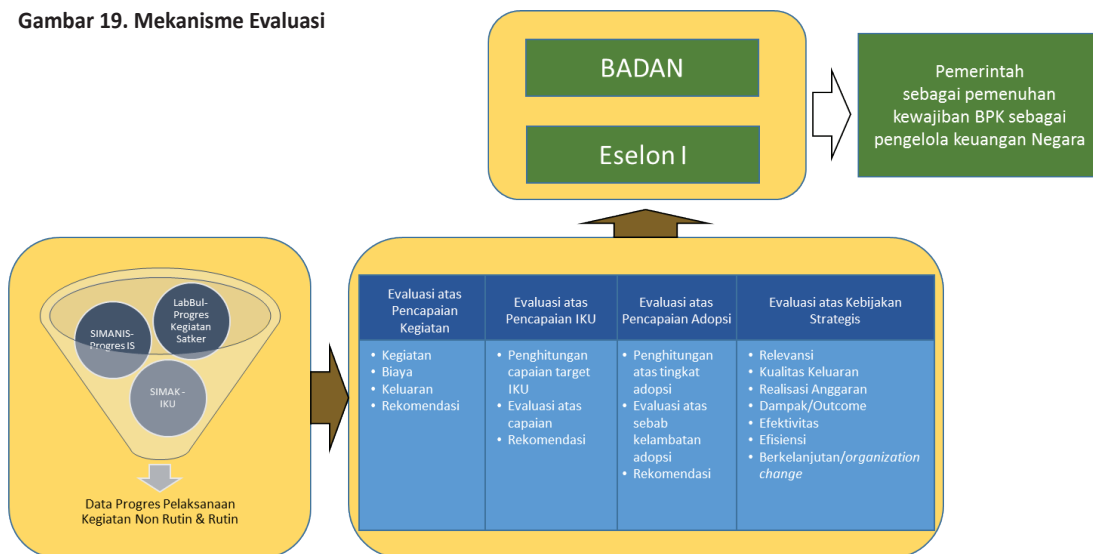 Gambar 19. Mekanisme Evaluasi
BADAN
Eselon I
Pemerintah
sebagai pemenuhan
kewajiban BPK sebagai
pengelola keuangan Negara
LabBul-
Progres
Kegiatan
Satker
SIMANIS-
Progres IS
SIMAK -
IKU
Data Progres Pelaksanaan
Kegiatan Non Rutin & Rutin
Evaluasi atas
Pencapaian
Kegiatan
• Kegiatan
• Biaya
• Keluaran
• Rekomendasi
Evaluasi atas
Pencapaian IKU
• Penghitungan
capaian target
IKU
• Evaluasi atas
capaian
• Rekomendasi
Evaluasi atas
Pencapaian Adopsi
• Penghitungan
atas tingkat
adopsi
• Evaluasi atas
sebab
kelambatan
adopsi
• Rekomendasi
Evaluasi atas Kebijakan
Strategis
• Relevansi
• Kualitas Keluaran
• Realisasi Anggaran
• Dampak/Outcome
• Efektivitas
• Efisiensi
• Berkelanjutan/organization
change